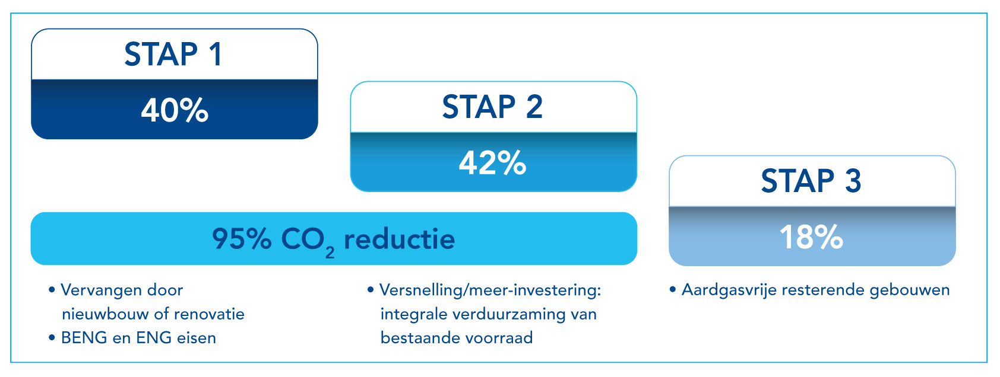 STAP 1
40%
STAP 2
42%
STAP 3
18%
95% CO₂ reductie
• Vervangen door
nieuwbouw of renovatie
• BENG en ENG eisen
• Versnelling/meer-investering:
integrale verduurzaming van
bestaande voorraad
• Aardgasvrije resterende gebouwen